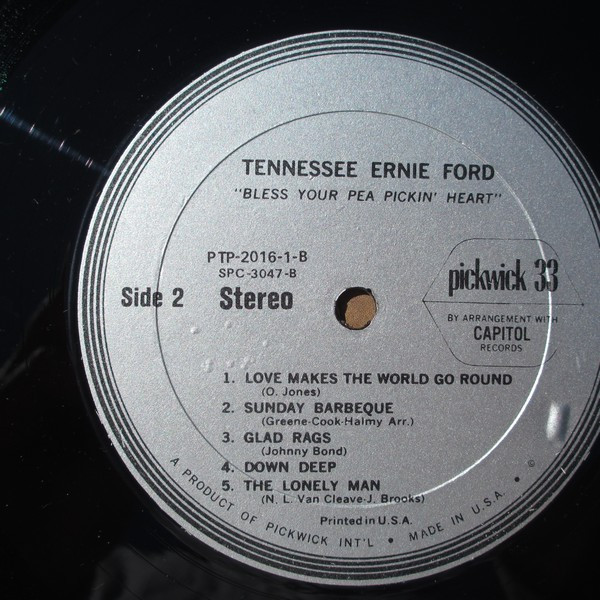 TENNESSEE ERNIE FORD
"BLESS YOUR PEA PICKIN' HEART"
PTP-2016-1-B
SPC-3047-B
Side 2 Stereo
pickwick 33
BY ARRANGEMENT WITH
CAPITOL
RECORDS
1. LOVE MAKES THE WORLD GO ROUND
(O. Jones)
2. SUNDAY BARBEQUE
(Greene-Cook-Halmy Arr.)
3. GLAD RAGS
(Johnny Bond)
4. DOWN DEEP
5. THE LONELY MAN
(N. L. Van Cleave-J. Brooks)
Printed in U.S.A.
A PRODUCT OF PICKWICK INT'L • MADE IN U.S.A. • ©